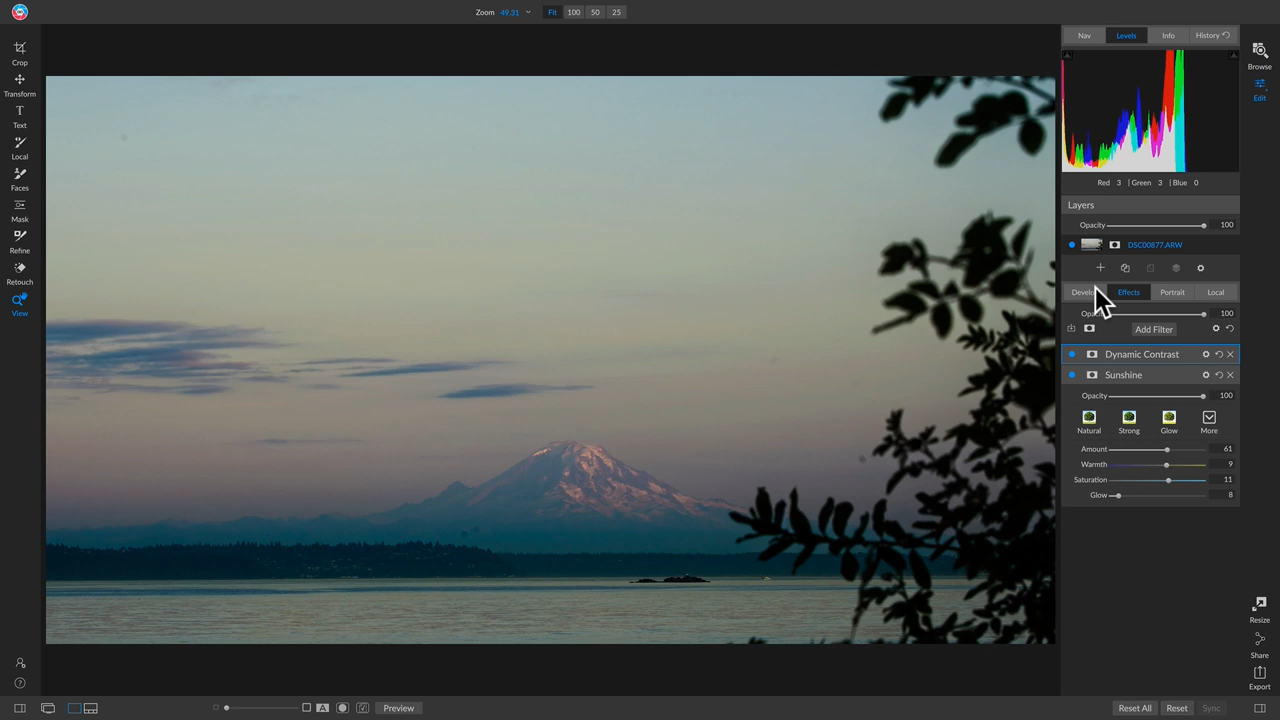 Zoom 49.31 Fit 100 50 25
Crop
Transform
Text
Local
Faces
Mask
Refine
Retouch
View
Nav Levels Info History
Red 3 | Green 3 | Blue 0
Layers
Opacity 100
DSC00877.ARW
Effects Portrait Local
100
Add Filter
Dynamic Contrast
Sunshine
Opacity 100
Natural Strong Glow More
Amount 61
Warmth 9
Saturation 11
Glow 8
Browse
Edit
Resize
Share
Export
A Preview
Reset All Reset Sync